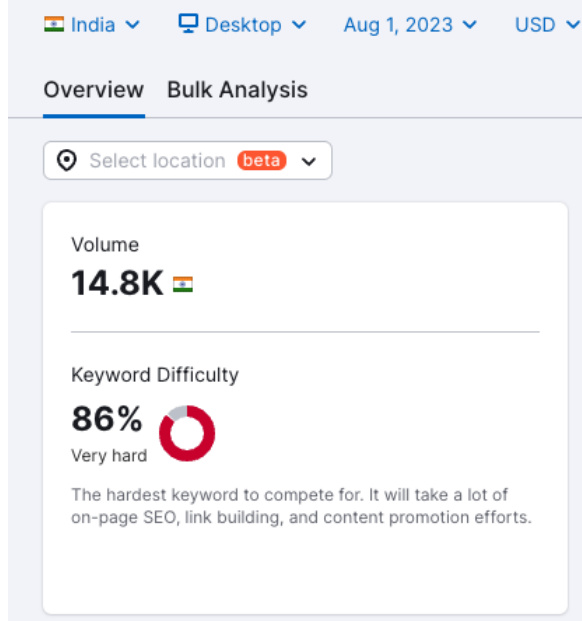 India Desktop Aug 1, 2023 USD
Overview Bulk Analysis
Select location beta
Volume
14.8K
Keyword Difficulty
86%
Very hard
The hardest keyword to compete for. It will take a lot of
on-page SEO, link building, and content promotion efforts.